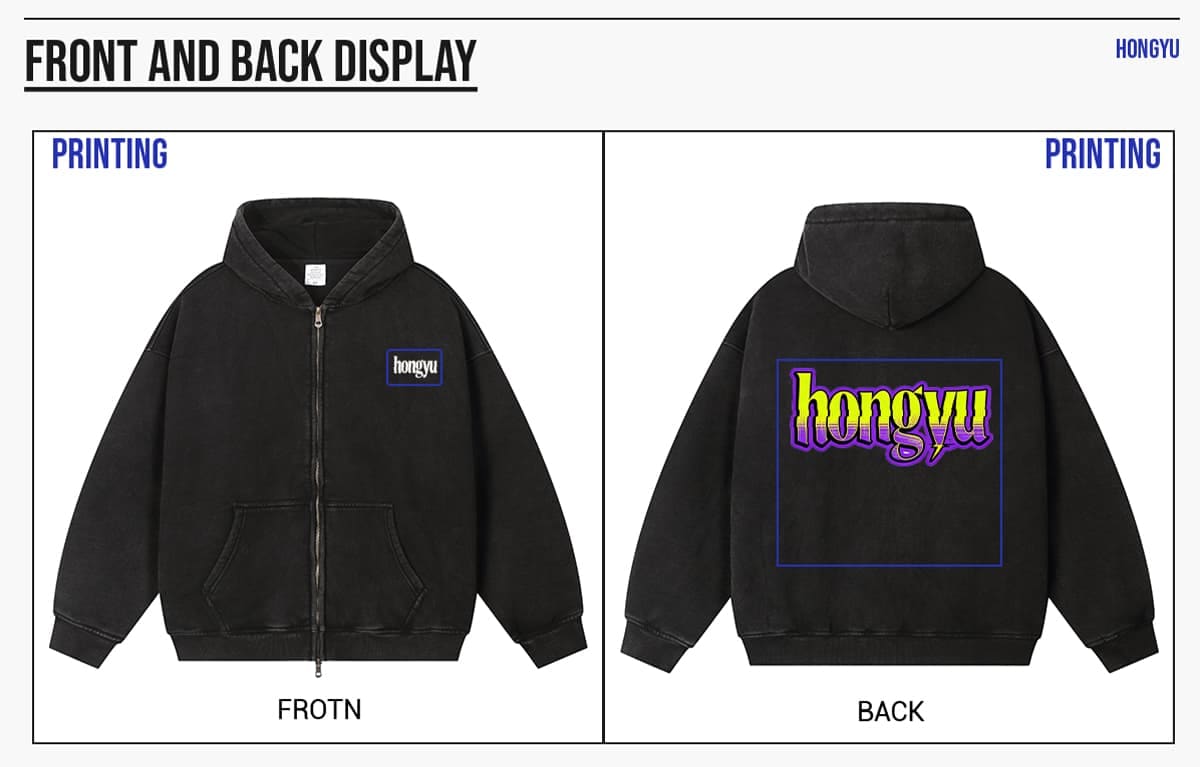 FRONT AND BACK DISPLAY
HONGYU
PRINTING
PRINTING
hongyu
hongyu
FROTN
BACK